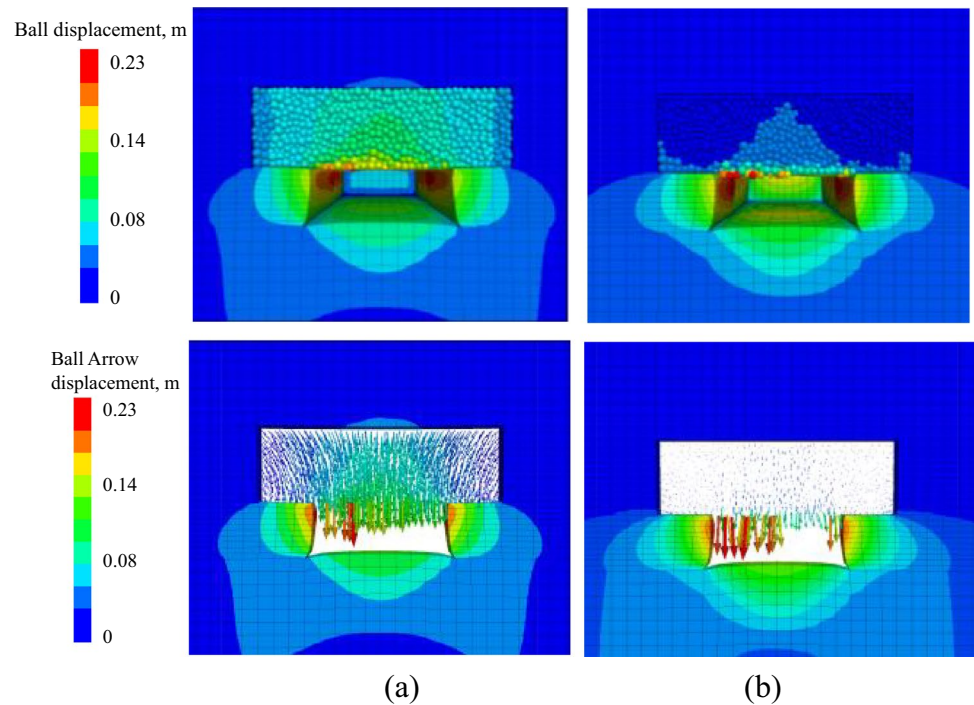 Ball displacement, m
0.23
0.14
0.08
0
Ball Arrow
displacement, m
0.23
0.14
0.08
0
(a)
(b)